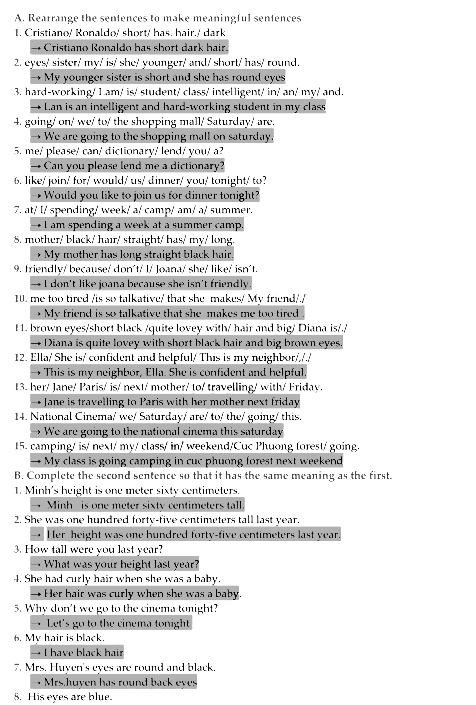 A. Rearrange the sentences to make meaningful sentences
1. Cristiano/ Ronaldo/ short/ has. hair./ dark
→ Cristiano Ronaldo has short dark hair.
2. eyes/ sister/ my/ is/ she/ younger/ and/ short/ has/ round.
→ My younger sister is short and she has round eyes
3. hard-working/ Lam/ is/ student/ class/ intelligent/ in/ an/ my/ and.
→ Lan is an intelligent and hard-working student in my class
4. going/ on/ we/ to/ the shopping mall/ Saturday/ are.
→ We are going to the shopping mall on saturday.
5. me/ please/ can/ dictionary/ lend/ you/ a?
→ Can you please lend me a dictionary?
6. like/ join/ for/ would/ us/ dinner/ you/ tonight/ to?
→ Would you like to join us for dinner tonight?
7. at/ I/ spending/ week/ a/ camp/ am/ a/ summer.
→ I am spending a week at a summer camp.
8. mother/ black/ hair/ straight/ has/ my/ long.
→ My mother has long straight black hair.
9. friendly/ because/ don't/ I/ Joana/ she/ like/ isn't.
→ I don't like joana because she isn't friendly.
10. me too tired /is so talkative/ that she makes/ My friend/./
→ My friend is so talkative that she makes me too tired .
11. brown eyes/short black /quite lovey with/ hair and big/ Diana is/./
→ Diana is quite lovey with short black hair and big brown eyes.
12. Ella/ She is/ confident and helpful/ This is my neighbor/,/./
→ This is my neighbor, Ella. She is confident and helpful.
13. her/ Jane/ Paris/ is/ next/ mother/ to/ travelling/ with/ Friday.
→ Jane is travelling to Paris with her mother next friday
14. National Cinema/ we/ Saturday/ are/ to/ the/ going/ this.
→ We are going to the national cinema this saturday
15. camping/ is/ next/ my/ class/ in/ weekend/Cuc Phuong forest/ going.
→ My class is going camping in cuc phuong forest next weekend
B. Complete the second sentence so that it has the same meaning as the first.
1. Minh's height is one meter sixty centimeters.
→ Minh is one meter sixty centimeters tall.
2. She was one hundred forty-five centimeters tall last year.
→ Her height was one hundred forty-five centimeters last year.
3. How tall were you last year?
→ What was your height last year?
4. She had curly hair when she was a baby.
→ Her hair was curly when she was a baby.
5. Why don't we go to the cinema tonight?
→ Let's go to the cinema tonight
6. My hair is black.
→ I have black hair
7. Mrs. Huyen's eyes are round and black.
→ Mrs.huyen has round back eyes
8. His eyes are blue.